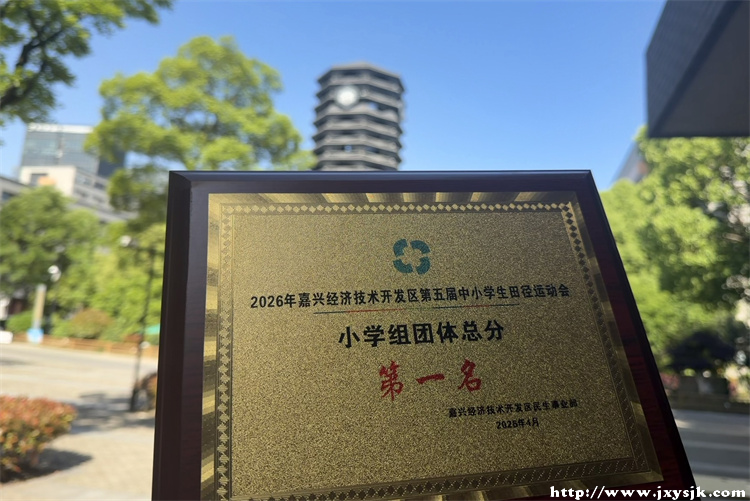 2026年嘉兴经济技术开发区第五届中小学生田径运动会
小学组团体总分
第一名
嘉兴经济技术开发区民生事业部
2026年4月
http://www.jxysjk.com